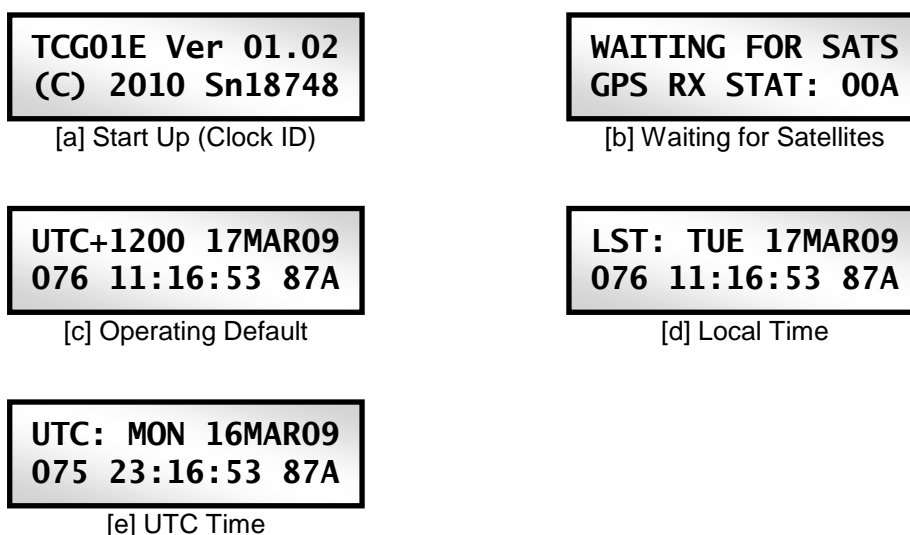 TCG01E Ver 01.02
(C) 2010 Sn18748
[a] Start Up (Clock ID)
WAITING FOR SATS
GPS RX STAT: 00A
[b] Waiting for Satellites
UTC+1200 17MAR09
076 11:16:53 87A
[c] Operating Default
LST: TUE 17MAR09
076 11:16:53 87A
[d] Local Time
UTC: MON 16MAR09
075 23:16:53 87A
[e] UTC Time